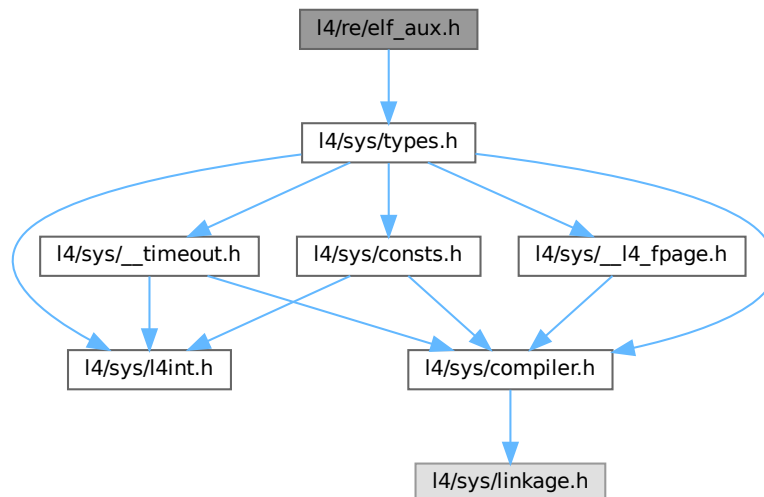 l4/re/elf_aux.h
l4/sys/types.h
l4/sys/__timeout.h
l4/sys/consts.h
l4/sys/__l4_fpage.h
l4/sys/l4int.h
l4/sys/compiler.h
l4/sys/linkage.h